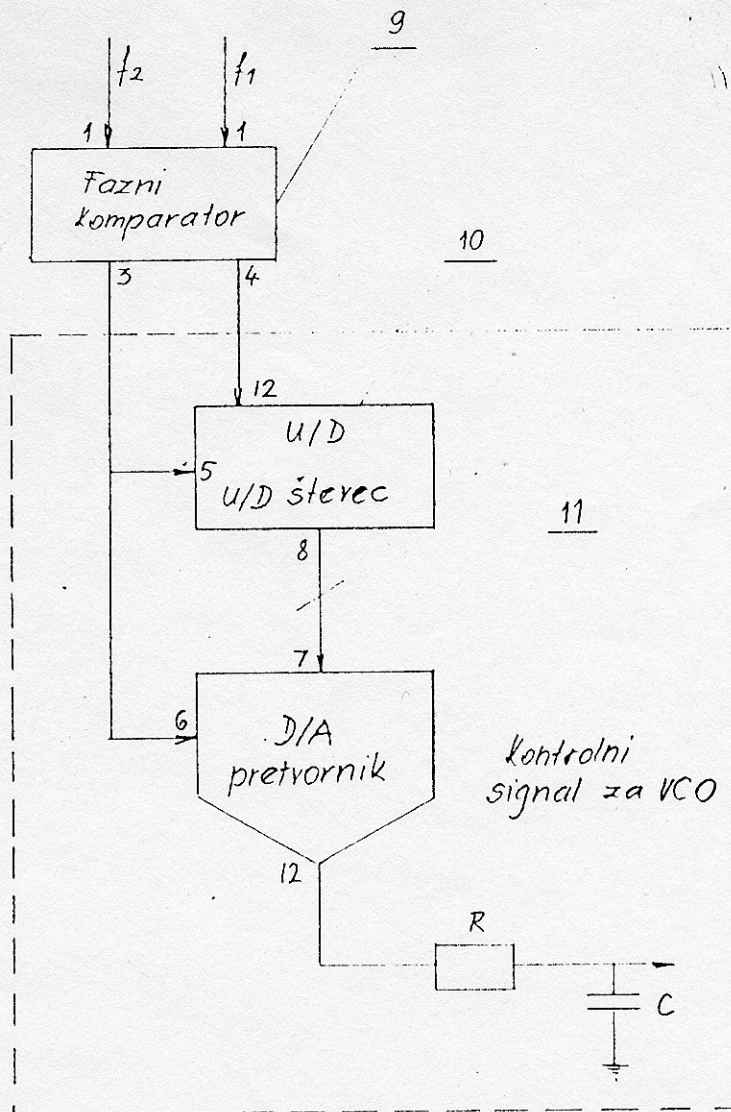 9
f2
f1
1
1
Fazni
komparator
10
3
4
12
U/D
5
U/D števec
11
8
7
6
D/A
pretvornik
Kontrolni
signal za VCO
12
R
C